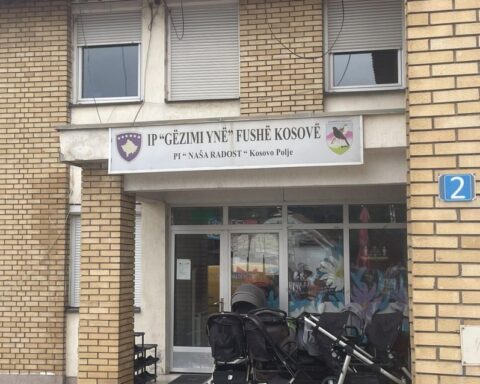 IP "GËZIMI YNË" FUSHË KOSOVË
PI " NAŠA RADOST " Kosovo Polje
2